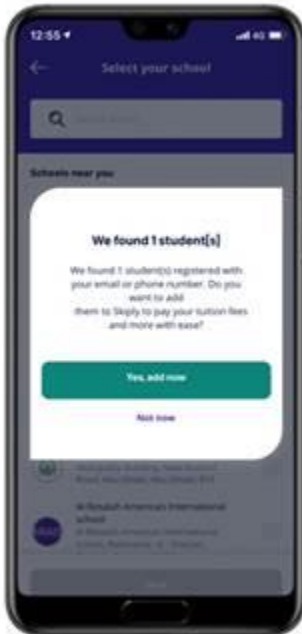 12:55
4G
Select your school
Schools near you
We found 1 student[s]
We found 1 student(s) registered with
your email or phone number. Do you
want to add
them to Skiply to pay your tuition fees
and more with ease?
Yes, add now
Not now
Al Rowdah American International
school